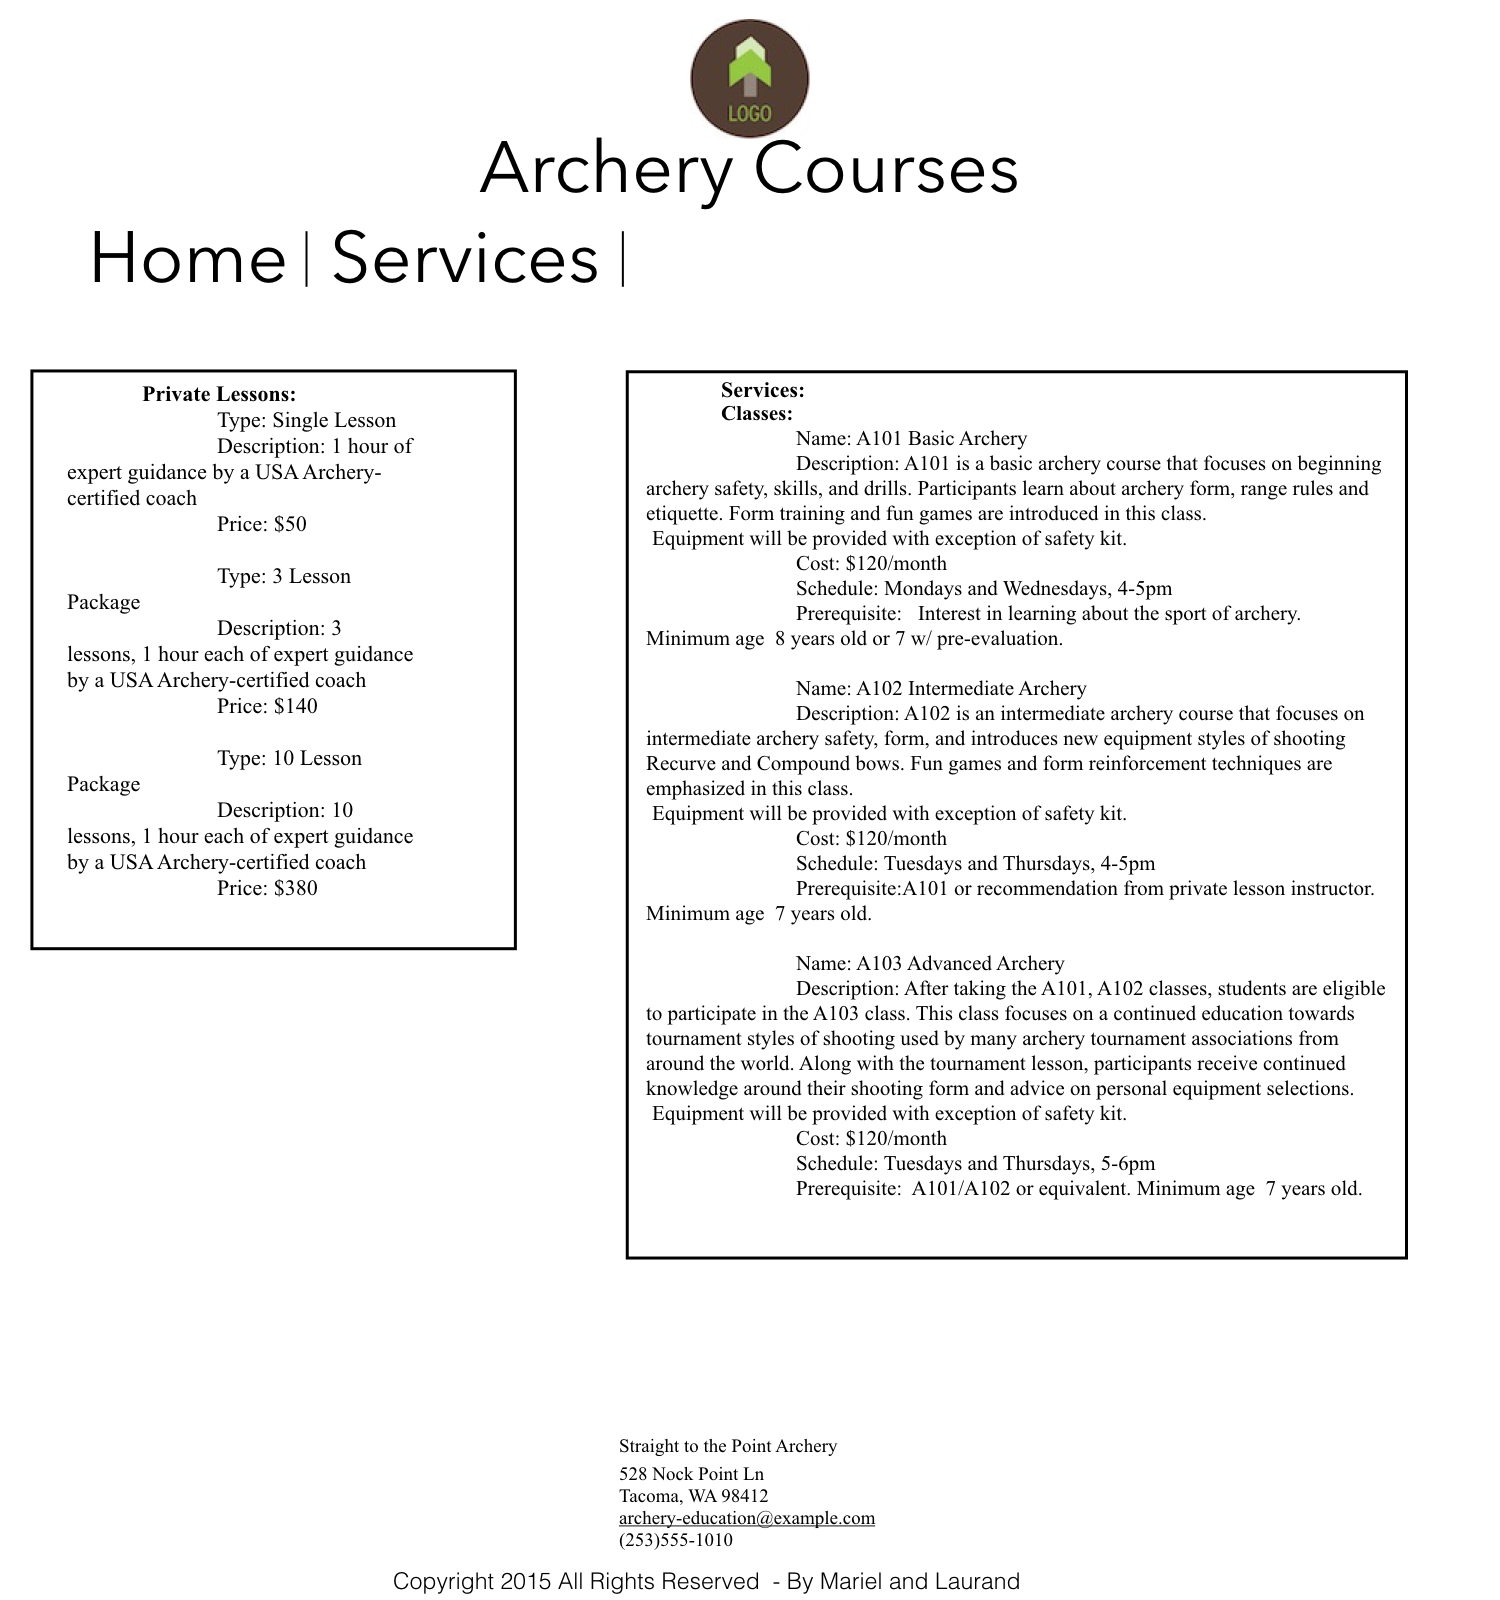 LOGO
Archery Courses
Home | Services |
Private Lessons:
Type: Single Lesson
Description: 1 hour of
expert guidance by a USA Archery-
certified coach
Price: $50
Type: 3 Lesson
Package
Description: 3
lessons, 1 hour each of expert guidance
by a USA Archery-certified coach
Price: $140
Type: 10 Lesson
Package
Description: 10
lessons, 1 hour each of expert guidance
by a USA Archery-certified coach
Price: $380
Services:
Classes:
Name: A101 Basic Archery
Description: A101 is a basic archery course that focuses on beginning
archery safety, skills, and drills. Participants learn about archery form, range rules and
etiquette. Form training and fun games are introduced in this class.
Equipment will be provided with exception of safety kit.
Cost: $120/month
Schedule: Mondays and Wednesdays, 4-5pm
Prerequisite:   Interest in learning about the sport of archery.
Minimum age  8 years old or 7 w/ pre-evaluation.
Name: A102 Intermediate Archery
Description: A102 is an intermediate archery course that focuses on
intermediate archery safety, form, and introduces new equipment styles of shooting
Recurve and Compound bows. Fun games and form reinforcement techniques are
emphasized in this class.
Equipment will be provided with exception of safety kit.
Cost: $120/month
Schedule: Tuesdays and Thursdays, 4-5pm
Prerequisite:A101 or recommendation from private lesson instructor.
Minimum age  7 years old.
Name: A103 Advanced Archery
Description: After taking the A101, A102 classes, students are eligible
to participate in the A103 class. This class focuses on a continued education towards
tournament styles of shooting used by many archery tournament associations from
around the world. Along with the tournament lesson, participants receive continued
knowledge around their shooting form and advice on personal equipment selections.
Equipment will be provided with exception of safety kit.
Cost: $120/month
Schedule: Tuesdays and Thursdays, 5-6pm
Prerequisite:  A101/A102 or equivalent. Minimum age  7 years old.
Straight to the Point Archery
528 Nock Point Ln
Tacoma, WA 98412
archery-education@example.com
(253)555-1010
Copyright 2015 All Rights Reserved  - By Mariel and Laurand